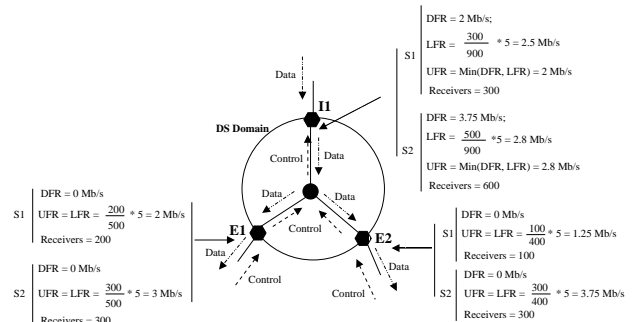 DFR = 2 Mb/s;
S1 LFR = 300/900 * 5 = 2.5 Mb/s
UFR = Min(DFR, LFR) = 2 Mb/s
Receivers = 300
DFR = 3.75 Mb/s;
S2 LFR = 500/900 *5 = 2.8 Mb/s
UFR = Min(DFR, LFR) = 2.8 Mb/s
Receivers = 600
Data
I1
DS Domain
Control
Data
Data
Data
E1
Control
E2
Data
Control
Data
Control
DFR = 0 Mb/s
S1 UFR = LFR = 200/500 * 5 = 2 Mb/s
Receivers = 200
DFR = 0 Mb/s
S2 UFR = LFR = 300/500 * 5 = 3 Mb/s
Receivers = 300
DFR = 0 Mb/s
S1 UFR = LFR = 100/400 * 5 = 1.25 Mb/s
Receivers = 100
DFR = 0 Mb/s
S2 UFR = LFR = 300/400 * 5 = 3.75 Mb/s
Receivers = 300